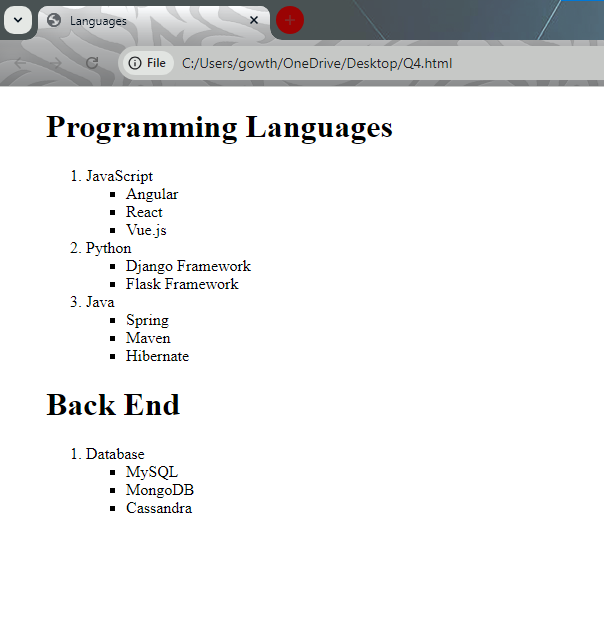 Languages
File C:/Users/gowth/OneDrive/Desktop/Q4.html
Programming Languages
1. JavaScript
▪ Angular
▪ React
▪ Vue.js
2. Python
▪ Django Framework
▪ Flask Framework
3. Java
▪ Spring
▪ Maven
▪ Hibernate
Back End
1. Database
▪ MySQL
▪ MongoDB
▪ Cassandra